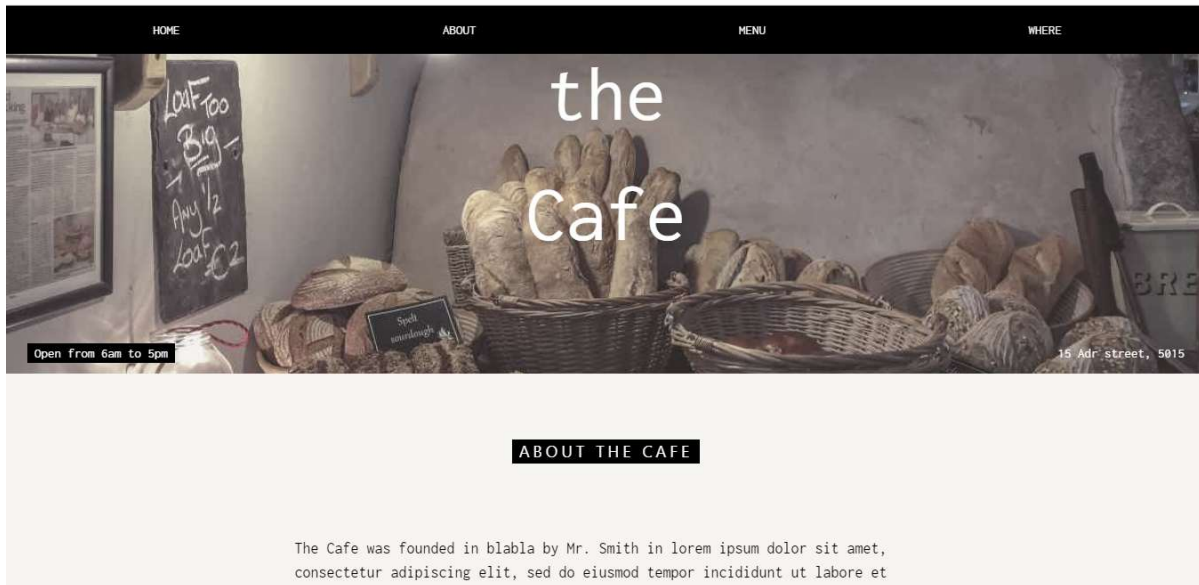 HOME ABOUT MENU WHERE
the
Cafe
LOAF TOO
BIG
ANY 1/2
LOAF €2
Spelt
sourdough
BRE
Open from 6am to 5pm
15 Adr street, 5015
ABOUT THE CAFE
The Cafe was founded in blabla by Mr. Smith in lorem ipsum dolor sit amet,
consectetur adipiscing elit, sed do eiusmod tempor incididunt ut labore et